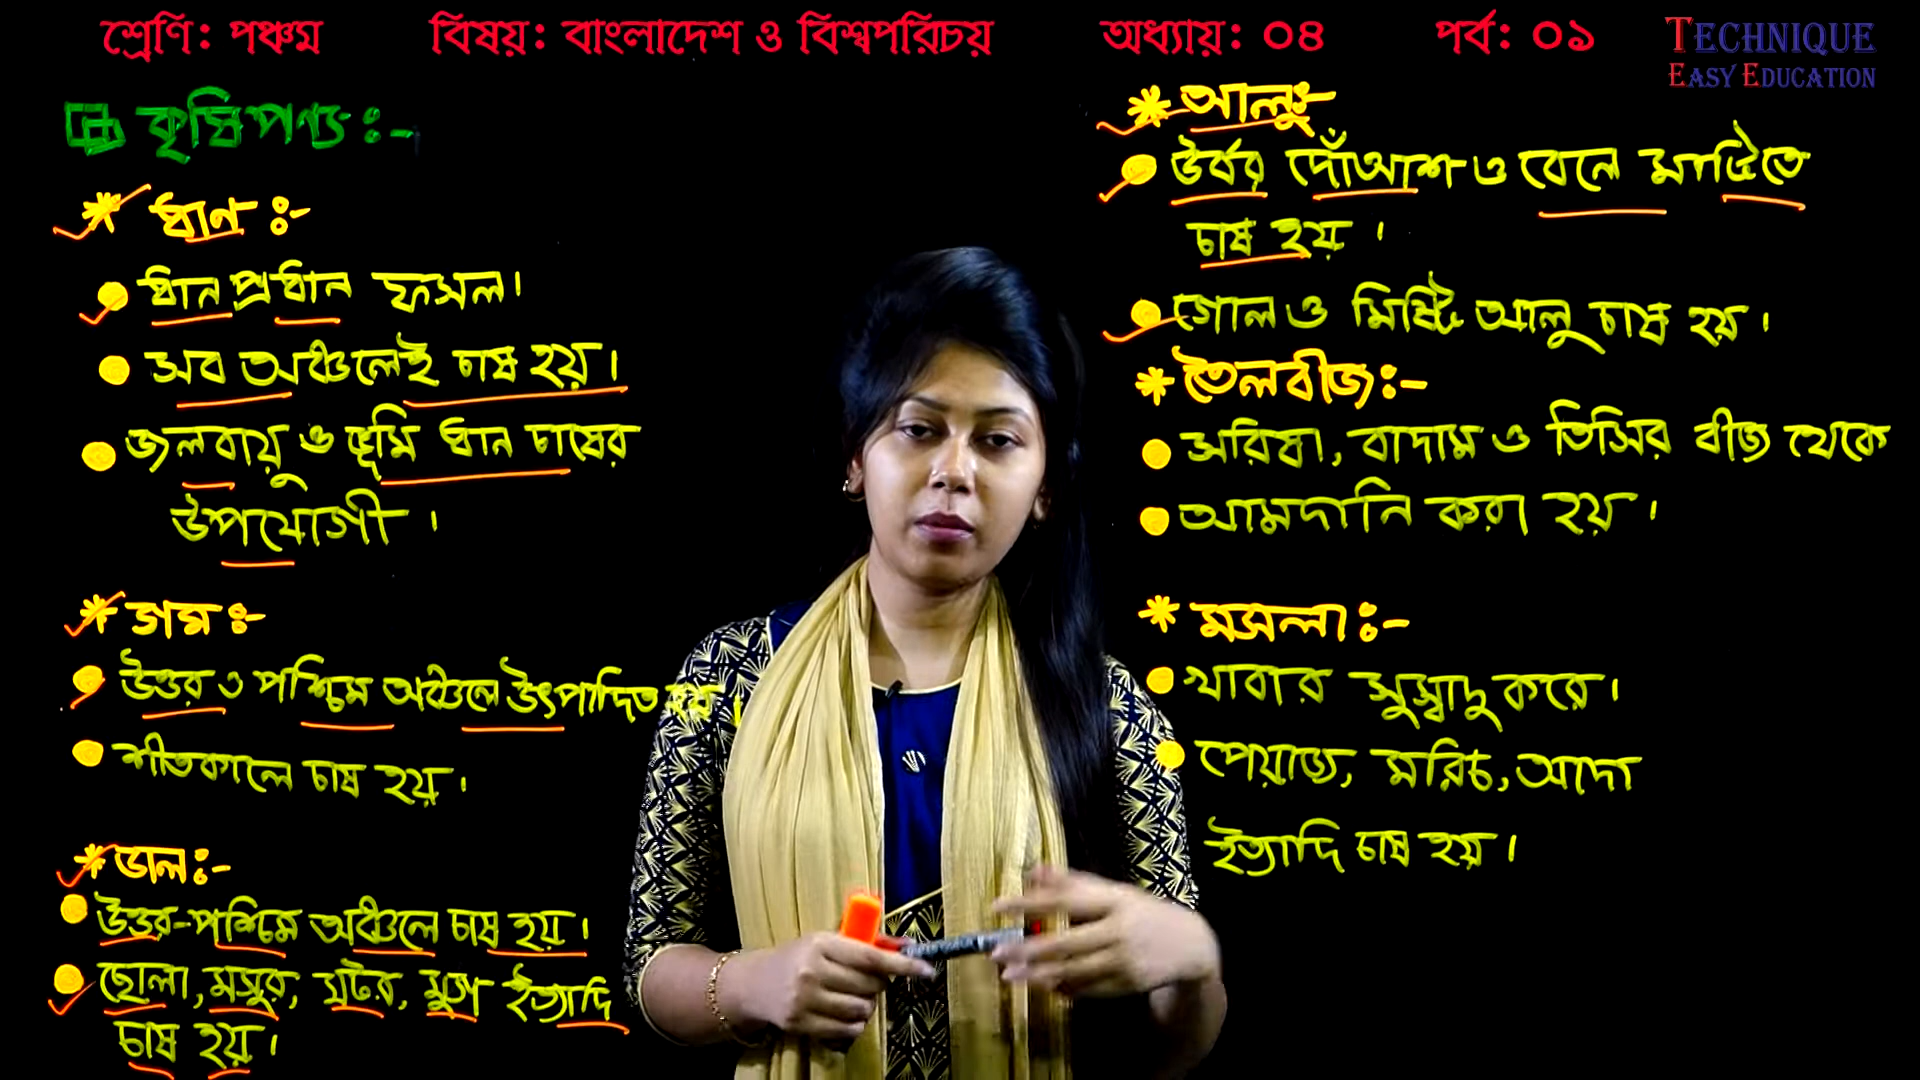 শ্রেণি: পঞ্চম বিষয়: বাংলাদেশ ও বিশ্বপরিচয় অধ্যায়: ০৪ পর্ব: ০১
TECHNIQUE
EASY EDUCATION
কৃষিপণ্য:-
* ধান:-
ধান প্রধান ফসল।
সব অঞ্চলেই চাষ হয়।
জলবায়ু ও ভূমি ধান চাষের
উপযোগী।
* গম:-
উত্তর ও পশ্চিম অঞ্চলে উৎপাদিত হয়।
শীতকালে চাষ হয়।
* ডাল:-
উত্তর-পশ্চিম অঞ্চলে চাষ হয়।
ছোলা, মসুর, মটর, মুগ ইত্যাদি
চাষ হয়।
* আলু:-
উর্বর দোঁআশ ও বেলে মাটিতে
চাষ হয়।
গোল ও মিষ্টি আলু চাষ হয়।
* তৈলবীজ:-
সরিষা, বাদাম ও তিসির বীজ থেকে
আমদানি করা হয়।
* মসলা:-
খাবার সুস্বাদু করে।
পেয়াজ, মরিচ, আদা
ইত্যাদি চাষ হয়।